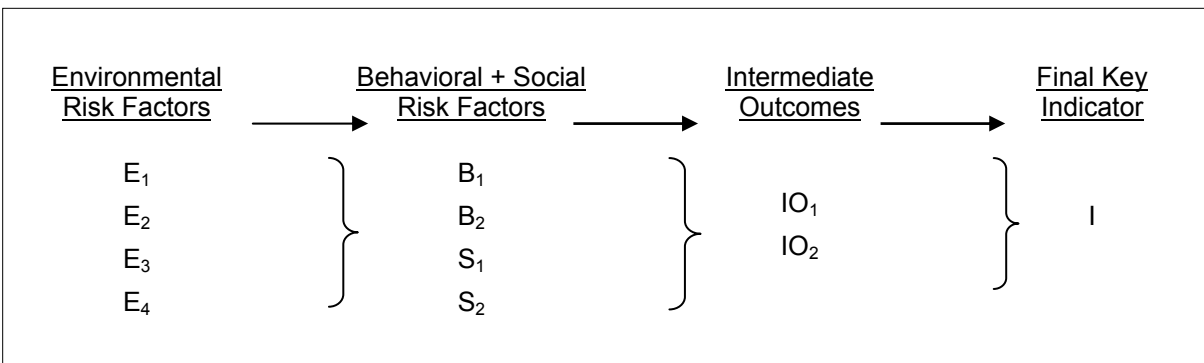 Environmental
Risk Factors
Behavioral + Social
Risk Factors
Intermediate
Outcomes
Final Key
Indicator
E₁
E₂
E₃
E₄
B₁
B₂
S₁
S₂
IO₁
IO₂
I